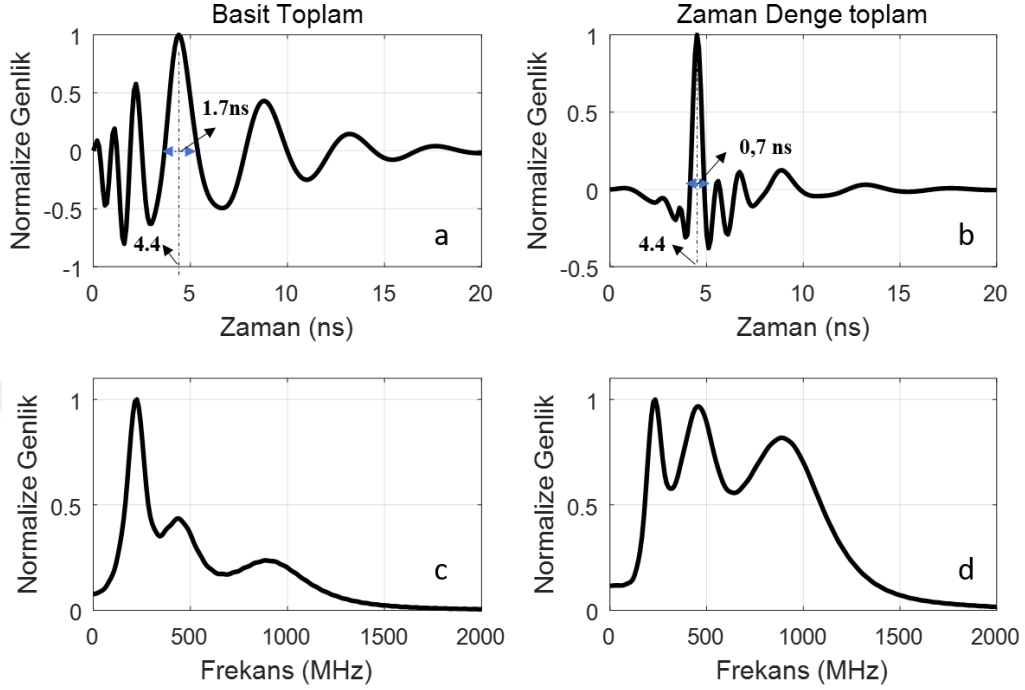 Basit Toplam
Normalize Genlik
1
0.5
0
-0.5
-1
1.7ns
4.4
a
0 5 10 15 20
Zaman (ns)
Zaman Denge toplam
Normalize Genlik
1
0.5
0
-0.5
0,7 ns
4.4
b
0 5 10 15 20
Zaman (ns)
Normalize Genlik
1
0.5
0
c
0 500 1000 1500 2000
Frekans (MHz)
Normalize Genlik
1
0.5
0
d
0 500 1000 1500 2000
Frekans (MHz)